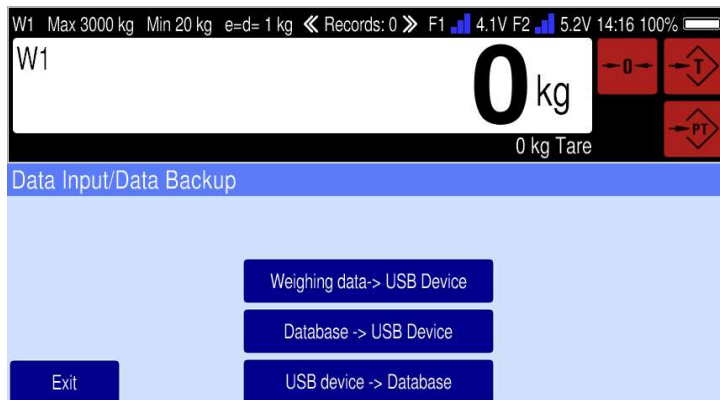 W1 Max 3000 kg Min 20 kg e=d= 1 kg ≪ Records: 0 ≫ F1 4.1V F2 5.2V 14:16 100%
W1
0 kg
→0← →T
→PT
0 kg Tare
Data Input/Data Backup
Weighing data-> USB Device
Database -> USB Device
Exit USB device -> Database